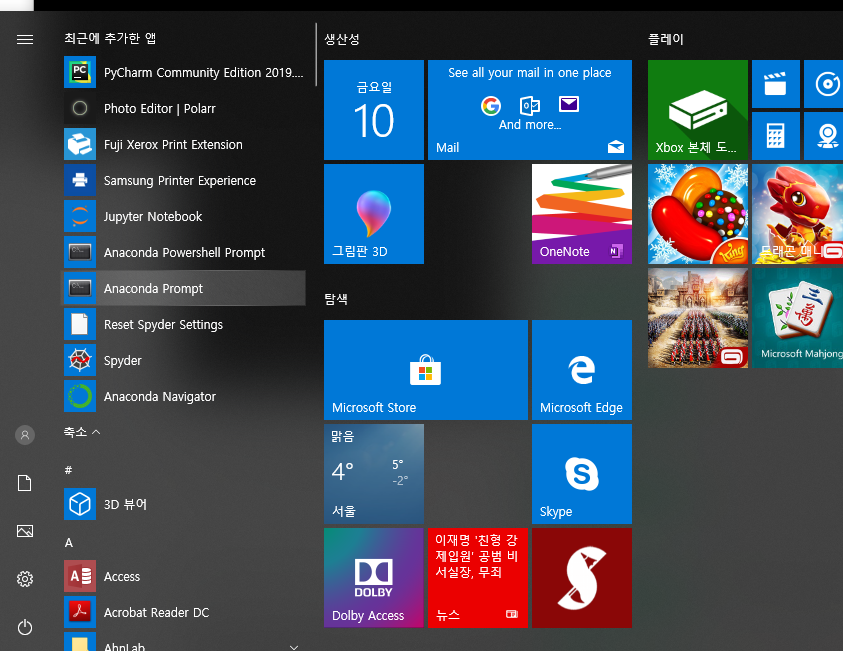 최근에 추가한 앱
PyCharm Community Edition 2019....
Photo Editor | Polarr
Fuji Xerox Print Extension
Samsung Printer Experience
Jupyter Notebook
Anaconda Powershell Prompt
Anaconda Prompt
Reset Spyder Settings
Spyder
Anaconda Navigator
축소
#
3D 뷰어
A
Access
Acrobat Reader DC
AhnLab
생산성
금요일
10
See all your mail in one place
And more...
Mail
그림판 3D
OneNote
탐색
Microsoft Store
Microsoft Edge
맑음
4°
5°
-2°
서울
Skype
DOLBY
Dolby Access
이재명 '친형 강
제입원' 공범 비
서실장, 무죄
뉴스
플레이
Xbox 본체 도...
King
드래곤 매니
Microsoft Mahjong